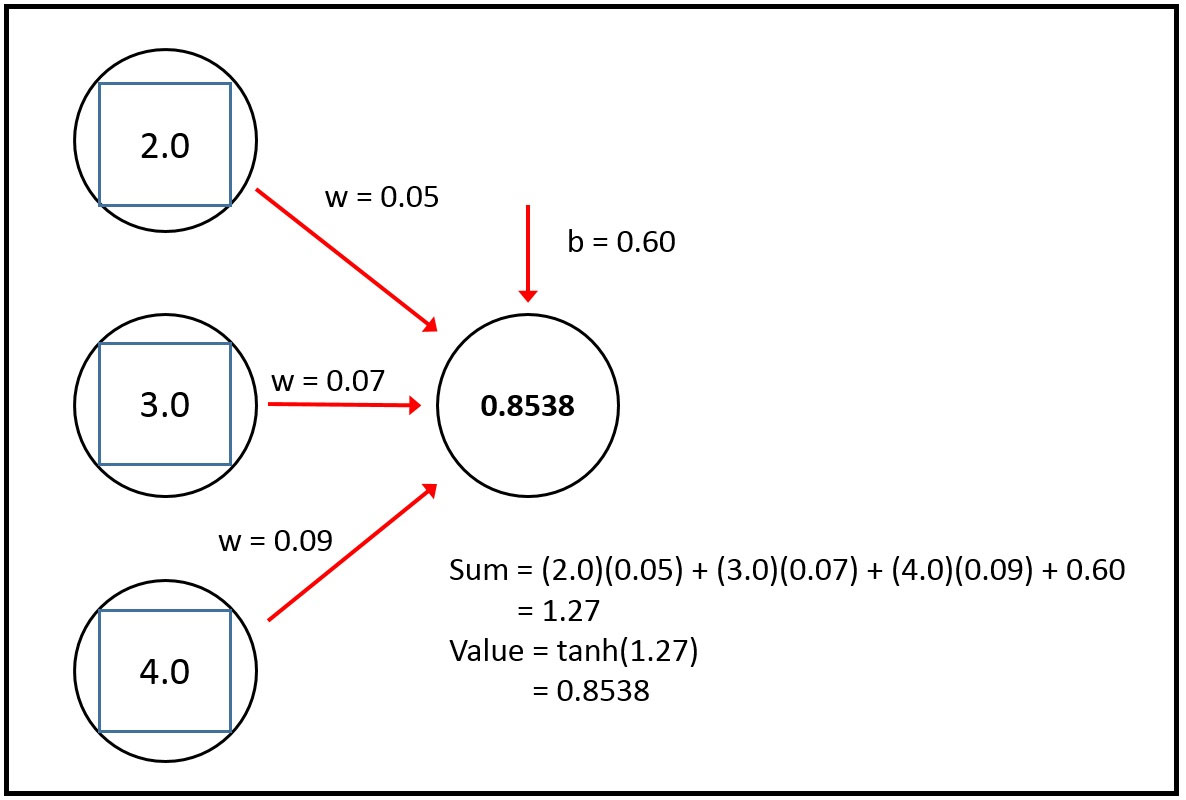 2.0
w = 0.05
b = 0.60
3.0
w = 0.07
0.8538
w = 0.09
4.0
Sum = (2.0)(0.05) + (3.0)(0.07) + (4.0)(0.09) + 0.60
= 1.27
Value = tanh(1.27)
= 0.8538